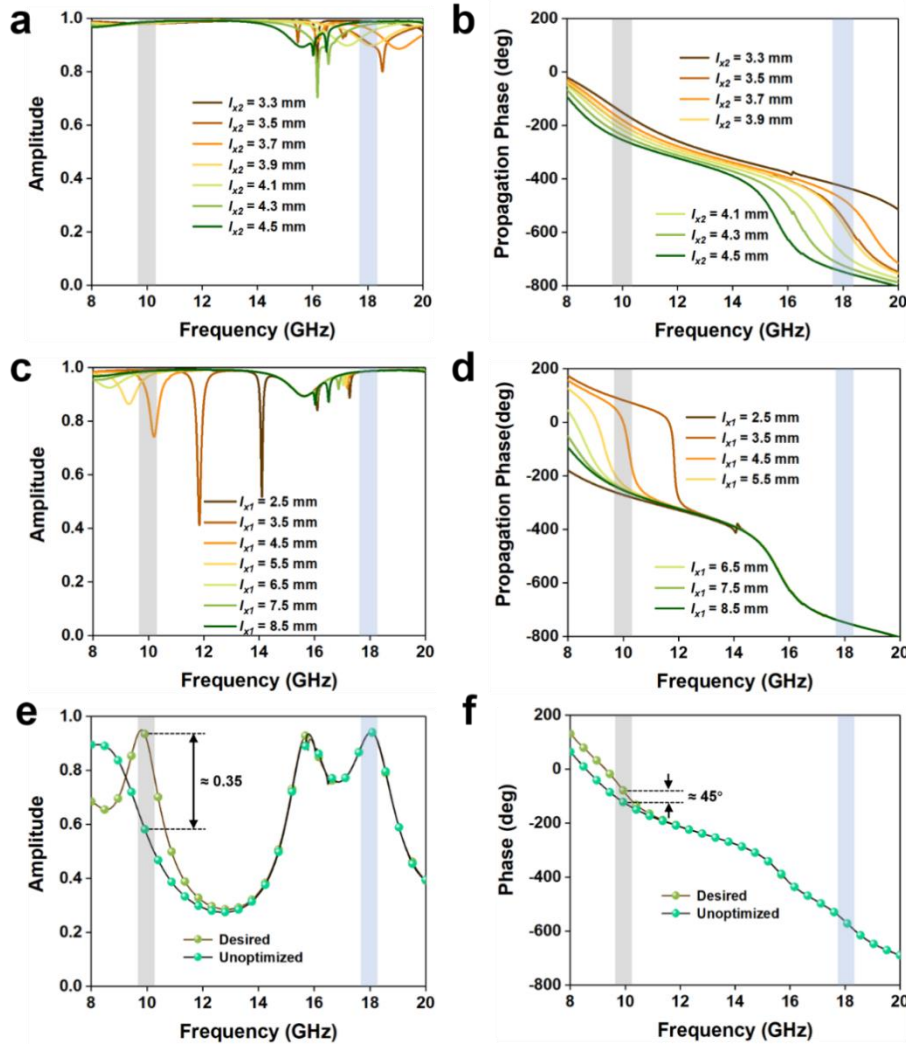 a
Amplitude
1.0
0.8
0.6
0.4
0.2
0.0
lx2 = 3.3 mm
lx2 = 3.5 mm
lx2 = 3.7 mm
lx2 = 3.9 mm
lx2 = 4.1 mm
lx2 = 4.3 mm
lx2 = 4.5 mm
8 10 12 14 16 18 20
Frequency (GHz)
b
Propagation Phase (deg)
200
0
-200
-400
-600
-800
lx2 = 3.3 mm
lx2 = 3.5 mm
lx2 = 3.7 mm
lx2 = 3.9 mm
lx2 = 4.1 mm
lx2 = 4.3 mm
lx2 = 4.5 mm
8 10 12 14 16 18 20
Frequency (GHz)
c
Amplitude
1.0
0.8
0.6
0.4
0.2
0.0
lx1 = 2.5 mm
lx1 = 3.5 mm
lx1 = 4.5 mm
lx1 = 5.5 mm
lx1 = 6.5 mm
lx1 = 7.5 mm
lx1 = 8.5 mm
8 10 12 14 16 18 20
Frequency (GHz)
d
Propagation Phase(deg)
200
0
-200
-400
-600
-800
lx1 = 2.5 mm
lx1 = 3.5 mm
lx1 = 4.5 mm
lx1 = 5.5 mm
lx1 = 6.5 mm
lx1 = 7.5 mm
lx1 = 8.5 mm
8 10 12 14 16 18 20
Frequency (GHz)
e
Amplitude
1.0
0.8
0.6
0.4
0.2
0.0
≈ 0.35
Desired
Unoptimized
8 10 12 14 16 18 20
Frequency (GHz)
f
Phase (deg)
200
0
-200
-400
-600
-800
≈ 45°
Desired
Unoptimized
8 10 12 14 16 18 20
Frequency (GHz)